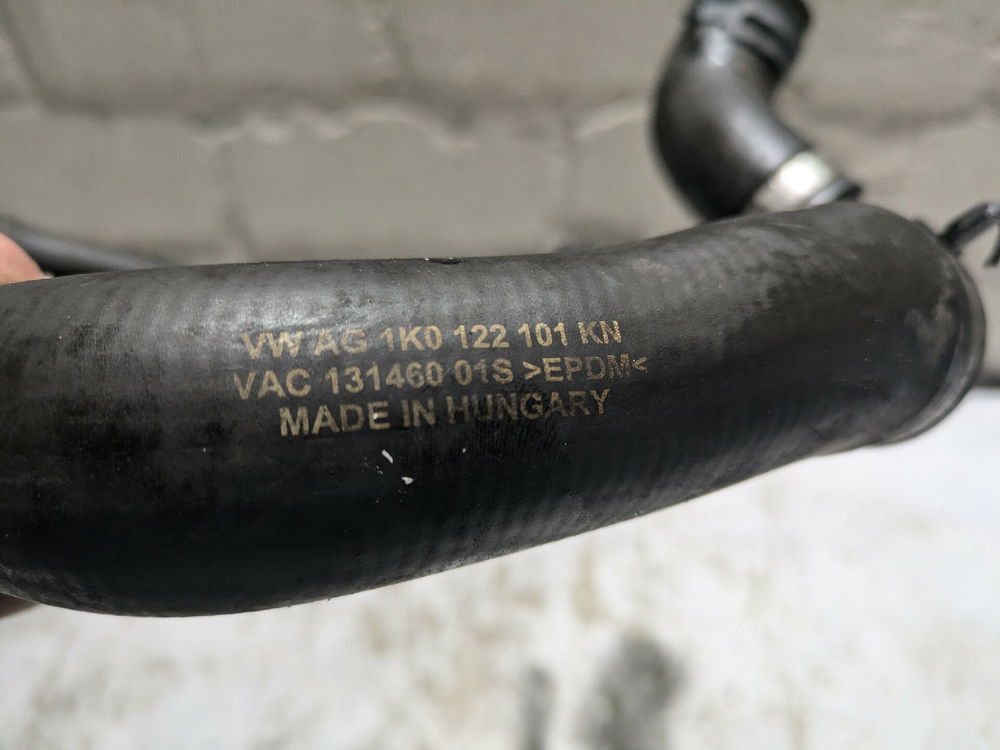 VW AG 1K0 122 101 KN
VAC 131460 01S >EPDM<
MADE IN HUNGARY